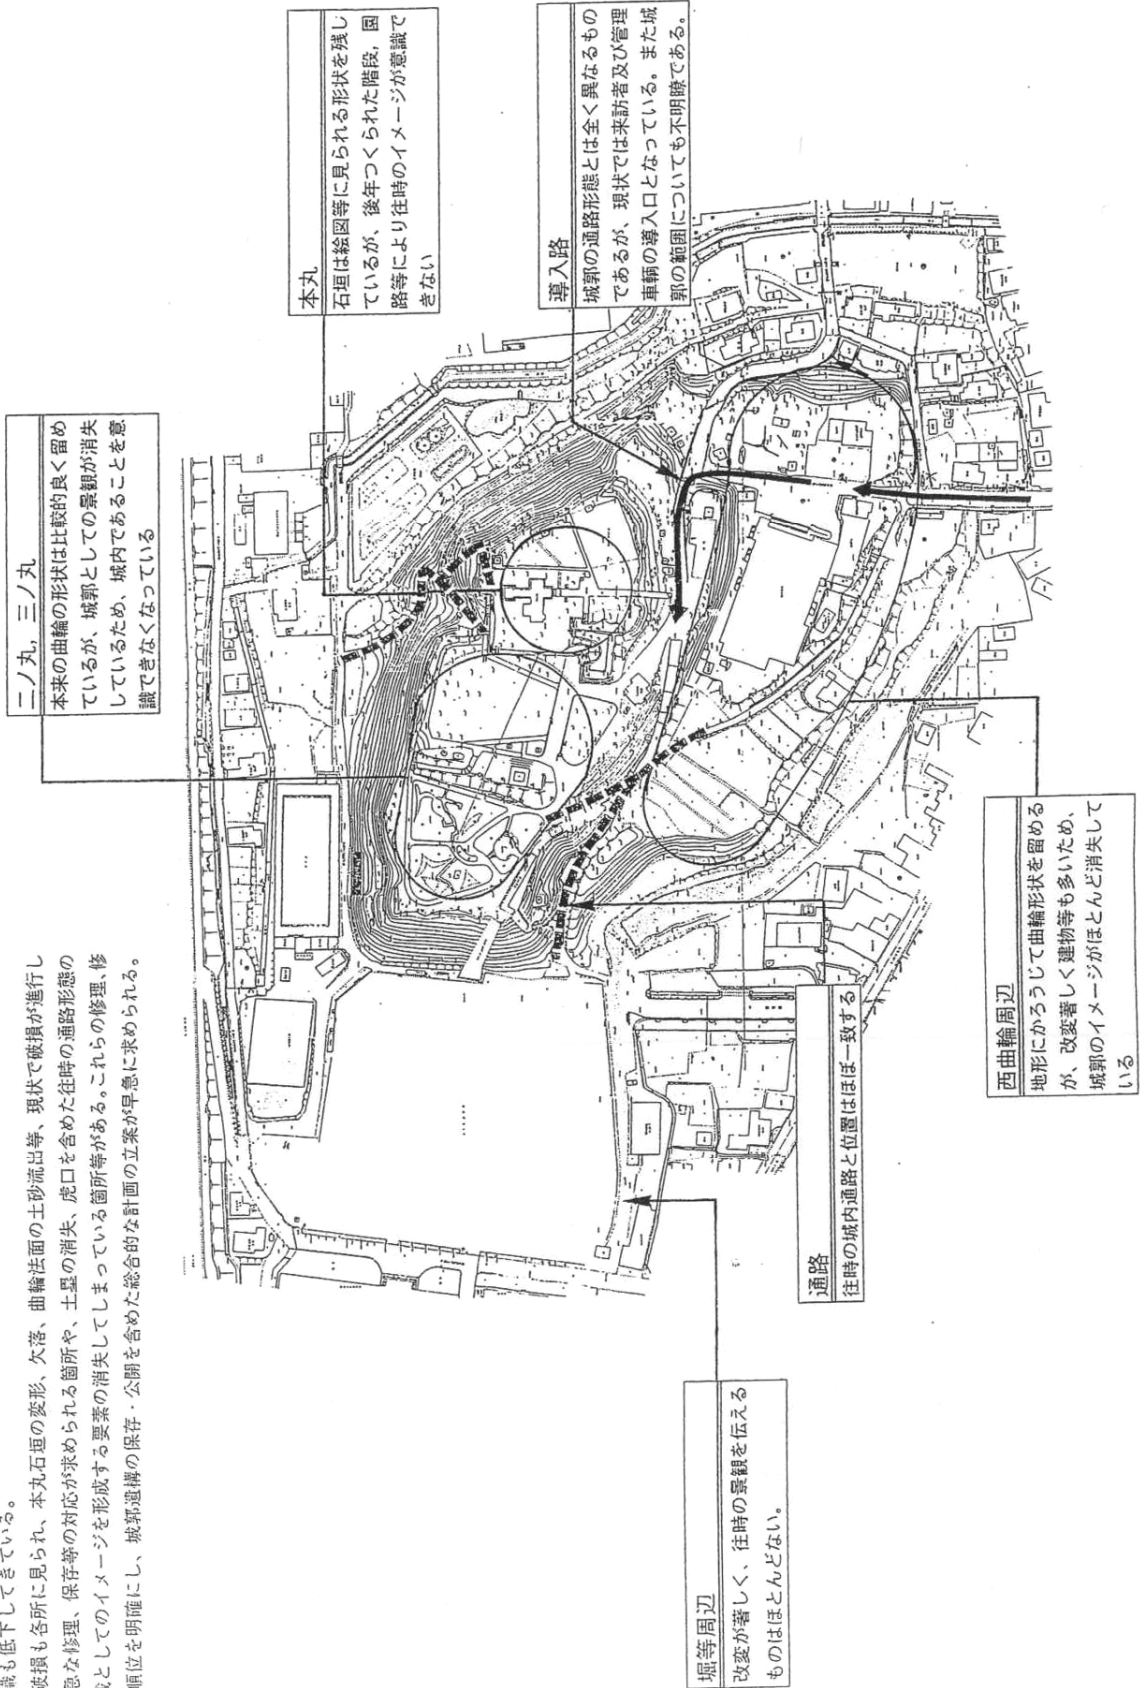 識も低下してきている。
破損も各所に見られ、本丸石垣の変形、欠落、曲輪法面の土砂流出等、現状で破損が進行し
急な修理、保存等の対応が求められる箇所や、土塁の消失、虎口を含めた往時の通路形態の
としてのイメージを形成する要素の消失してしまっている箇所等がある。これらの修理、修
順位を明確にし、城郭遺構の保存・公開を含めた総合的な計画の立案が早急に求められる。
二ノ丸，三ノ丸
本来の曲輪の形状は比較的良く留め
ているが、城郭としての景観が消失
しているため、城内であることを意
識できなくなっている
本丸
石垣は絵図等に見られる形状を残し
ているが、後年つくられた階段，園
路等により往時のイメージが意識で
きない
導入路
城郭の通路形態とは全く異なるもの
であるが、現状では来訪者及び管理
車輌の導入口となっている。また城
郭の範囲についても不明瞭である。
堀等周辺
改変が著しく、往時の景観を伝える
ものはほとんどない。
通路
往時の城内通路と位置はほぼ一致する
西曲輪周辺
地形にかろうじて曲輪形状を留める
が、改変著しく建物等も多いため、
城郭のイメージがほとんど消失して
いる